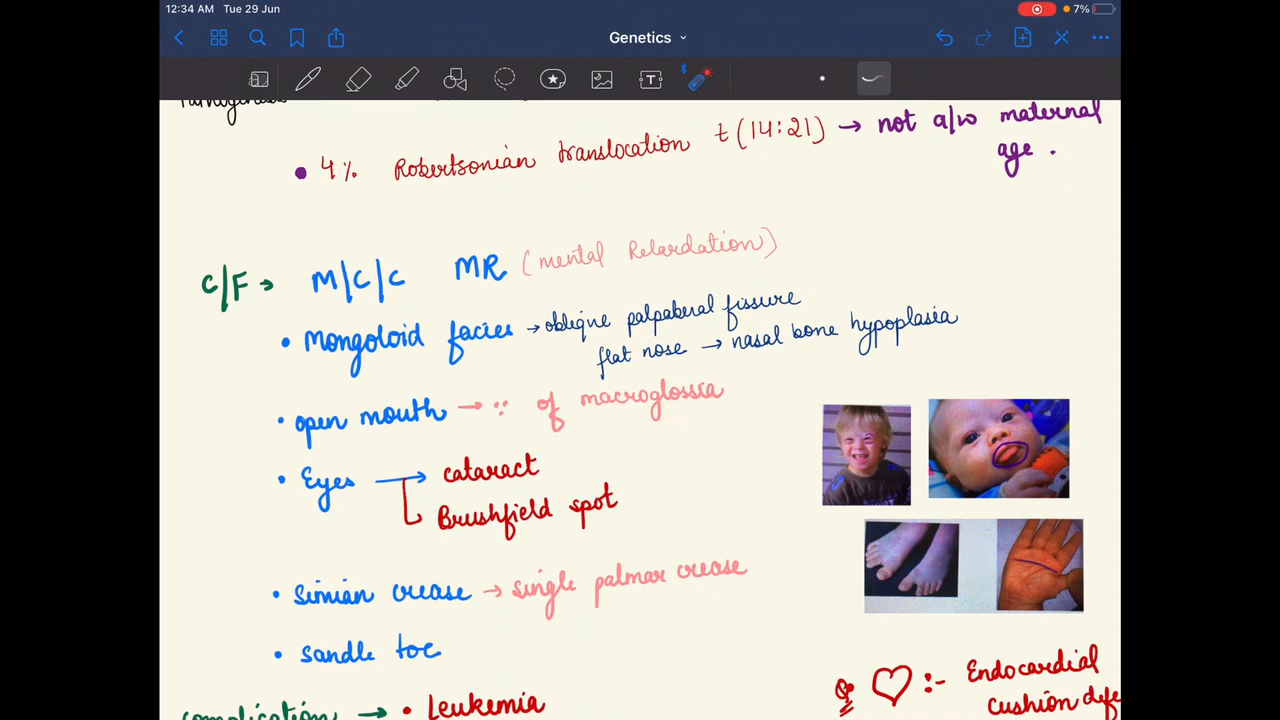 12:34 AM Tue 29 Jun
7%
Genetics
• 4% Robertsonian translocation t(14:21) → not a/w maternal
age.
C/F → M/C/C MR (mental Retardation)
• Mongoloid facies → oblique palpaberal fissure
flat nose → nasal bone hypoplasia
• open mouth → ∵ of macroglossia
• Eyes → cataract
Brushfield spot
• Simian crease → single palmar crease
• sandle toe
♡ :- Endocardial
cushion defe
complication → • Leukemia